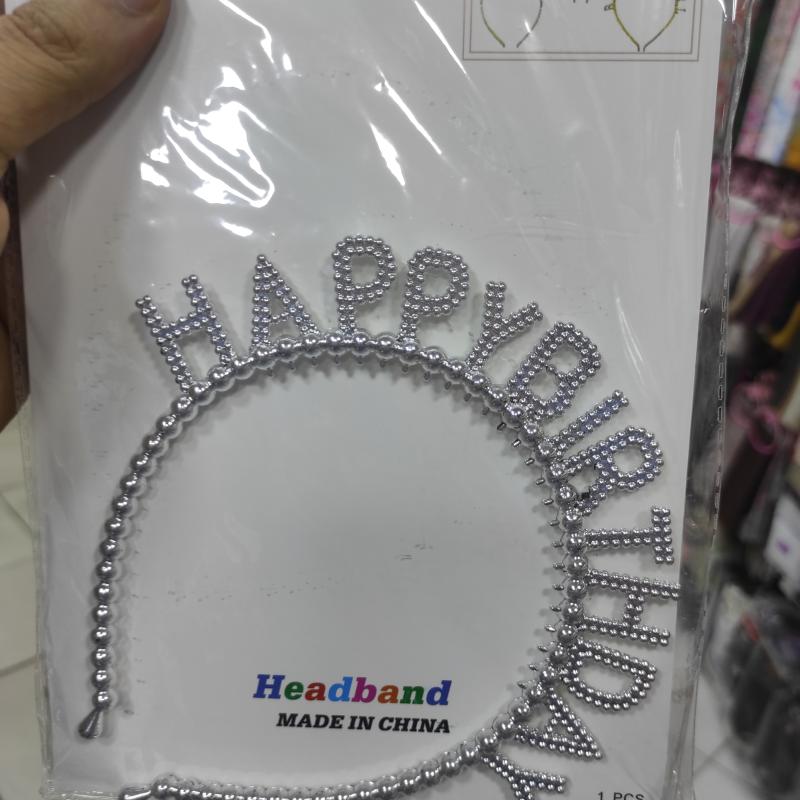 HAPPYBIRTHDAY
Headband
MADE IN CHINA
1 PCS